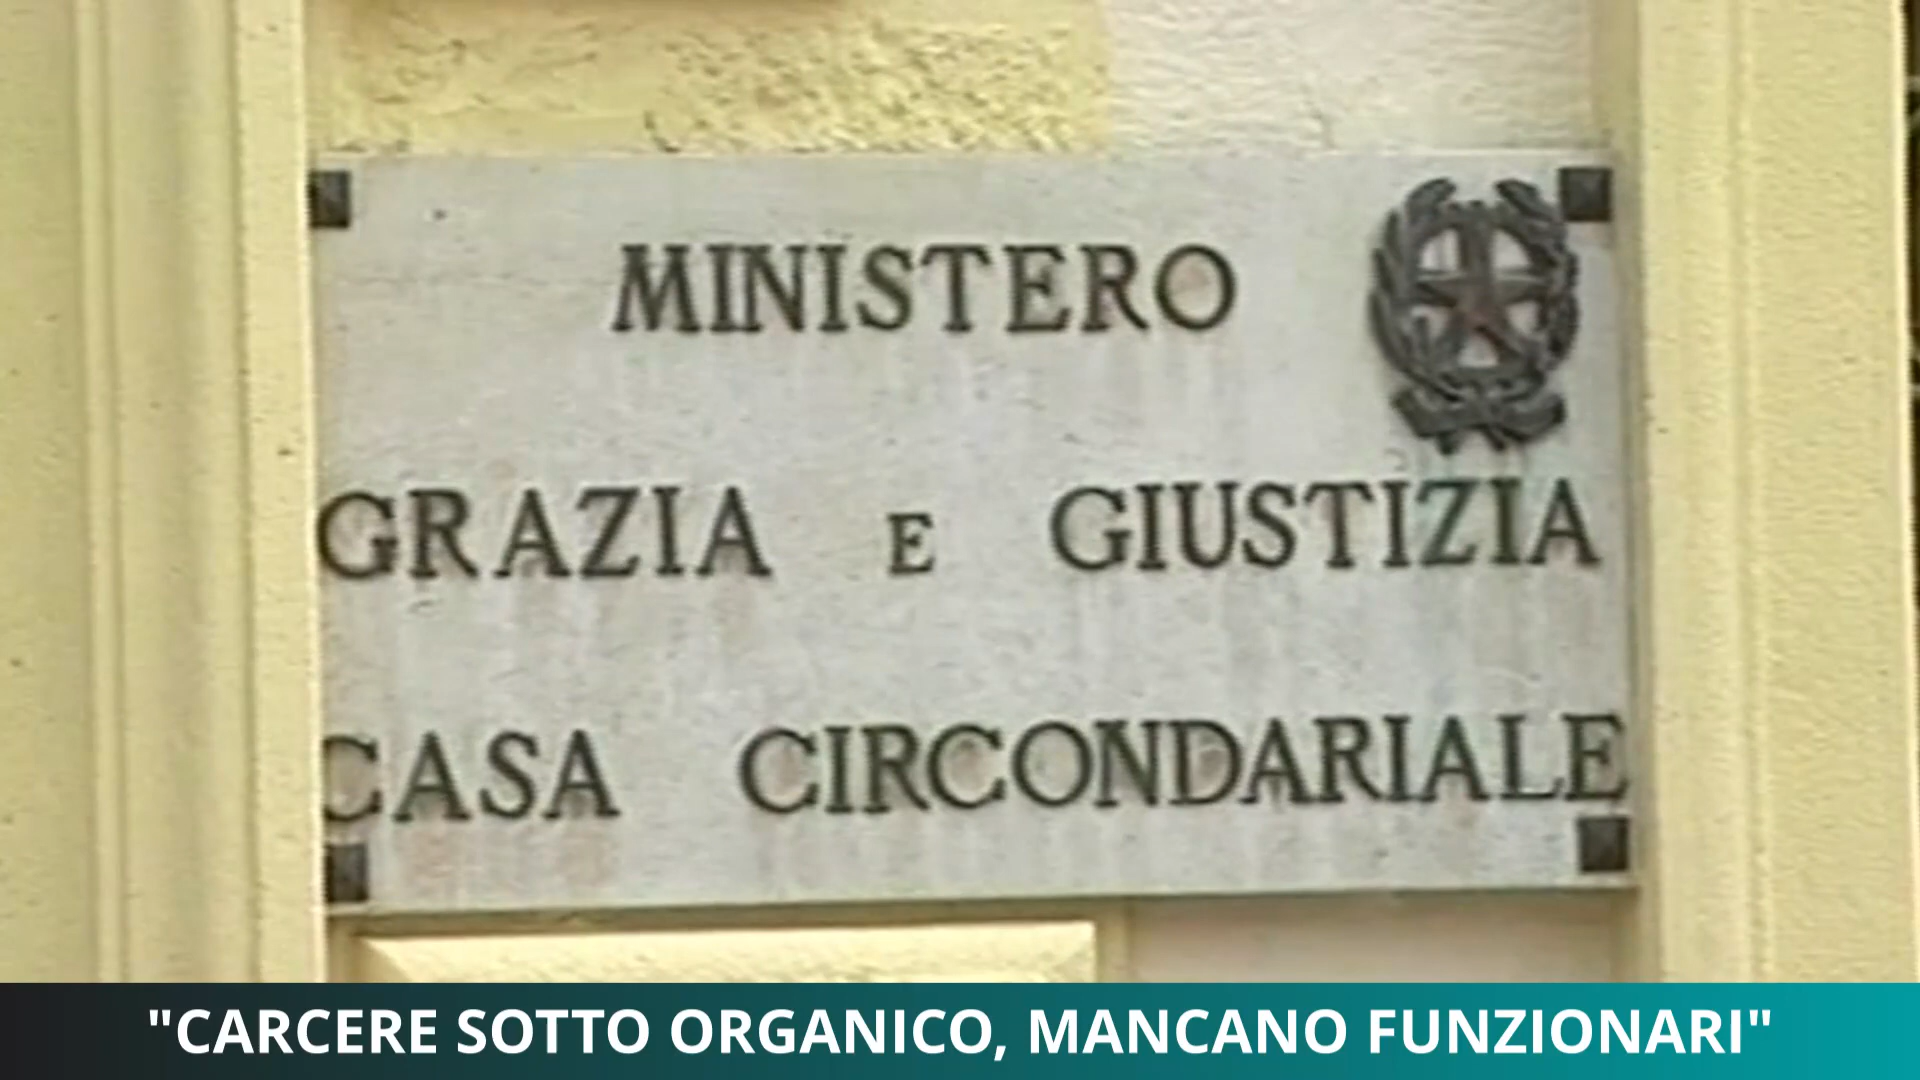 MINISTERO
GRAZIA E GIUSTIZIA
CASA CIRCONDARIALE
"CARCERE SOTTO ORGANICO, MANCANO FUNZIONARI"